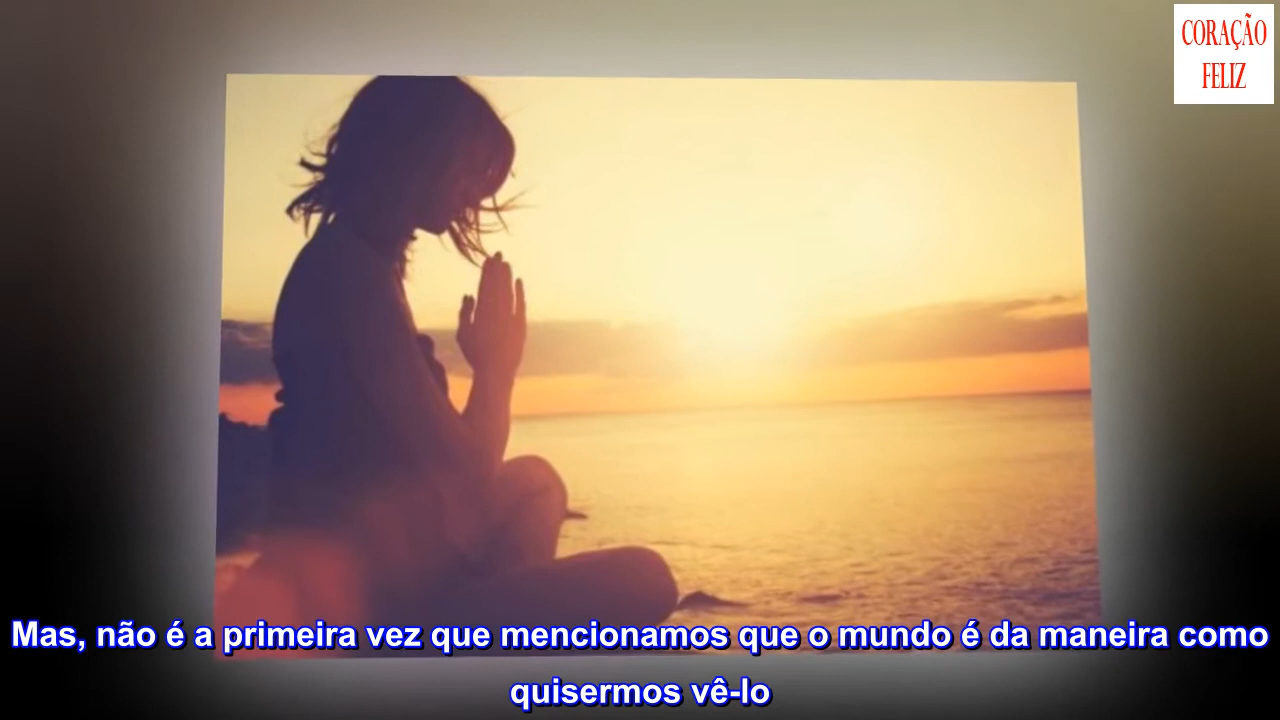 CORAÇÃO
FELIZ
Mas, não é a primeira vez que mencionamos que o mundo é da maneira como
quisermos vê-lo